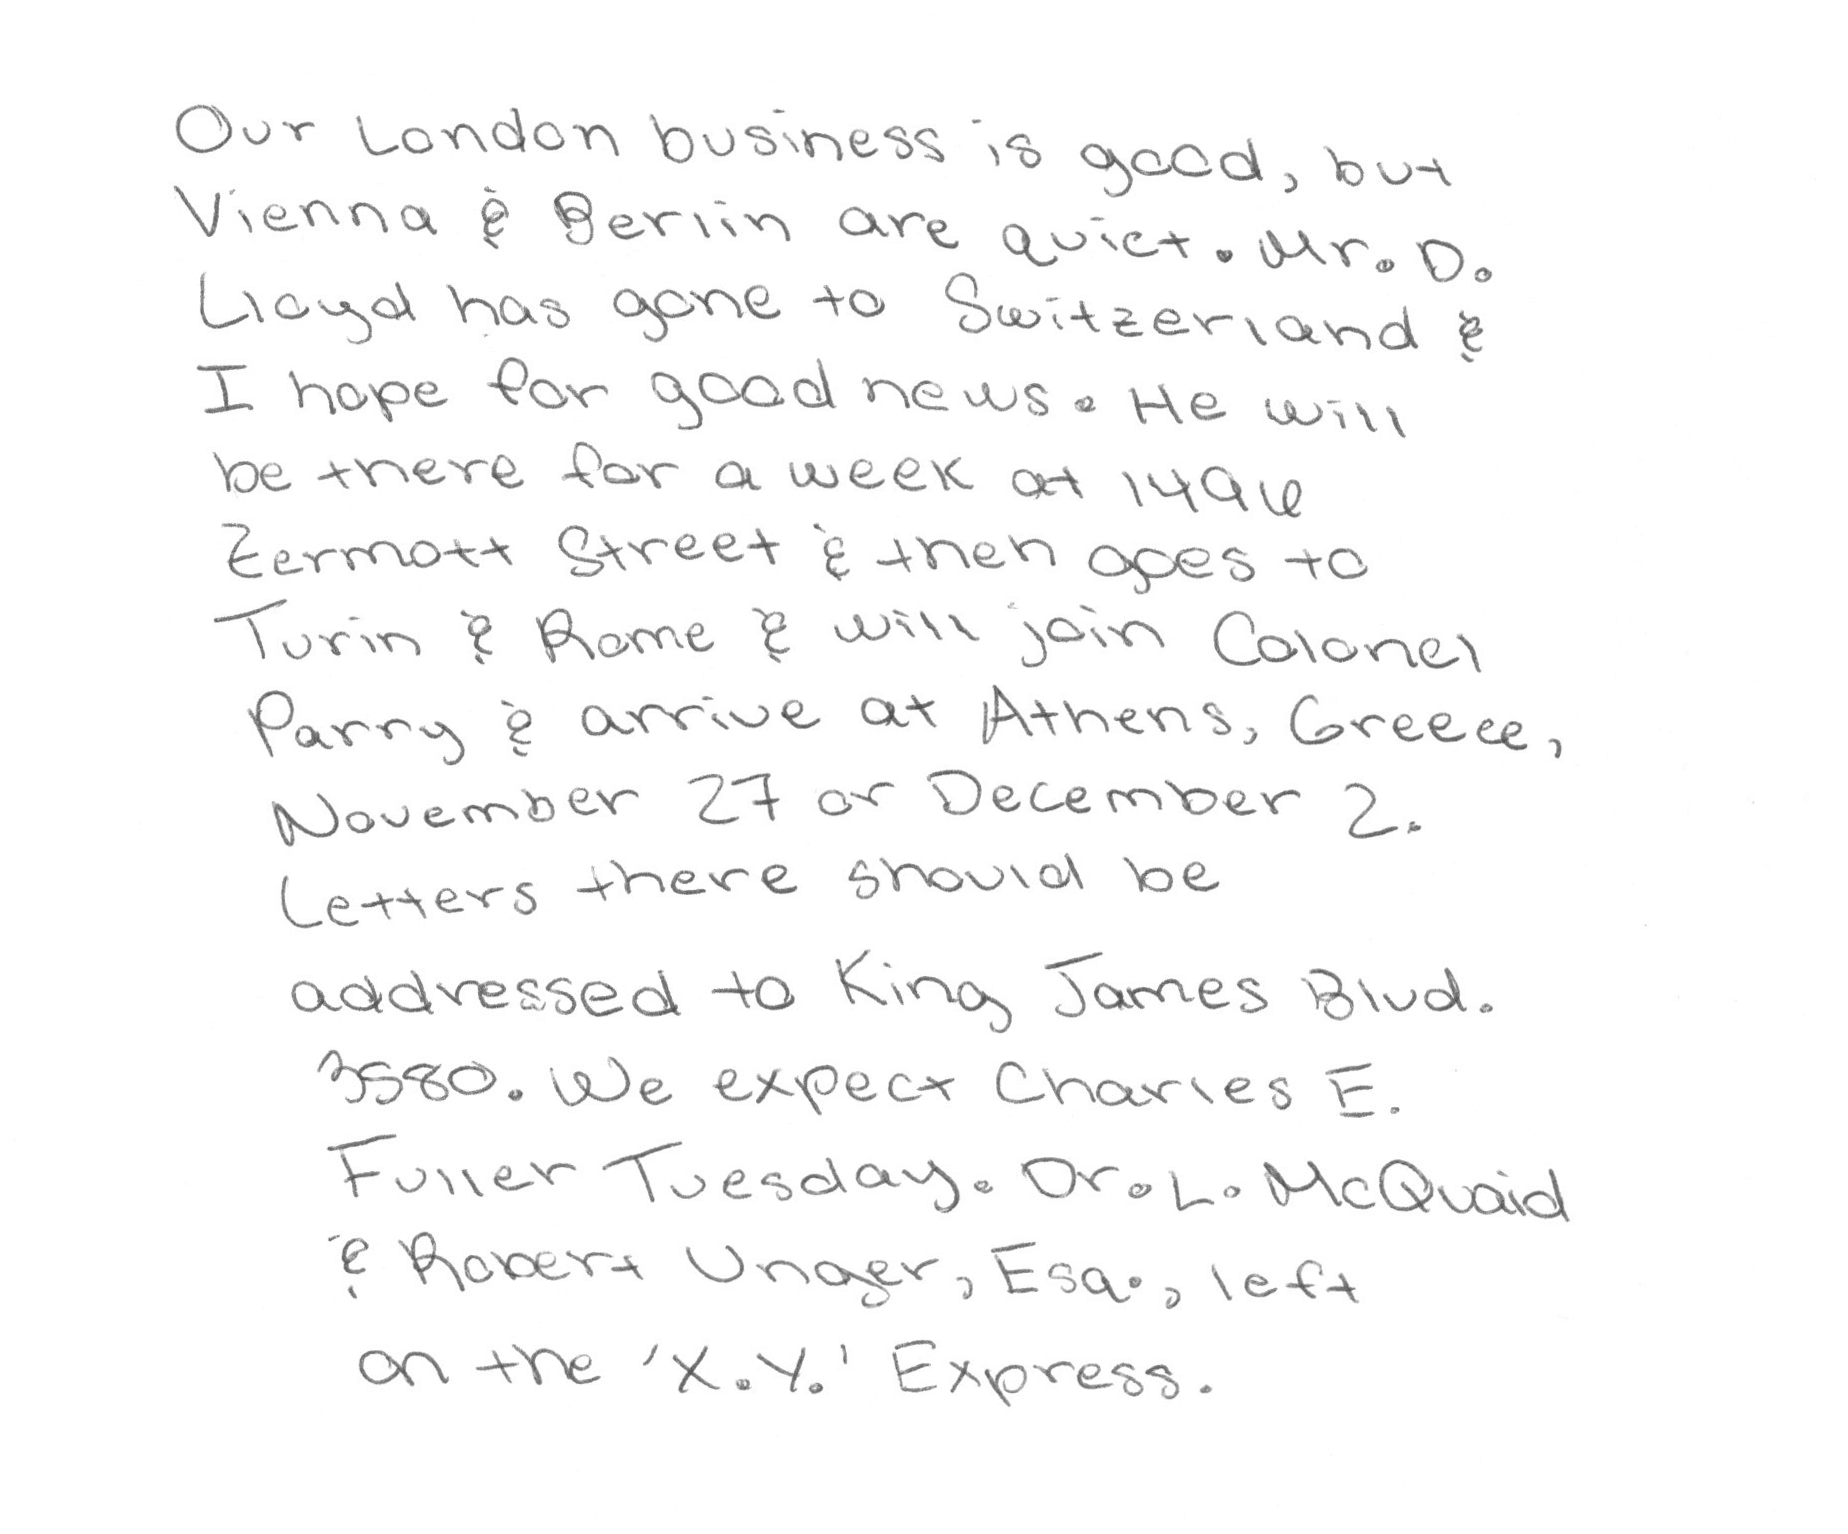 Our London business is good, but
Vienna & Berlin are quiet. Mr. D.
Lloyd has gone to Switzerland &
I hope for good news. He will
be there for a week at 1496
Zermott Street & then goes to
Turin & Rome & will join Colonel
Parry & arrive at Athens, Greece,
November 27 or December 2.
Letters there should be
addressed to King James Blvd.
3580. We expect Charles E.
Fuller Tuesday. Dr. L. McQuaid
& Robert Unger, Esq., left
on the 'X.Y.' Express.